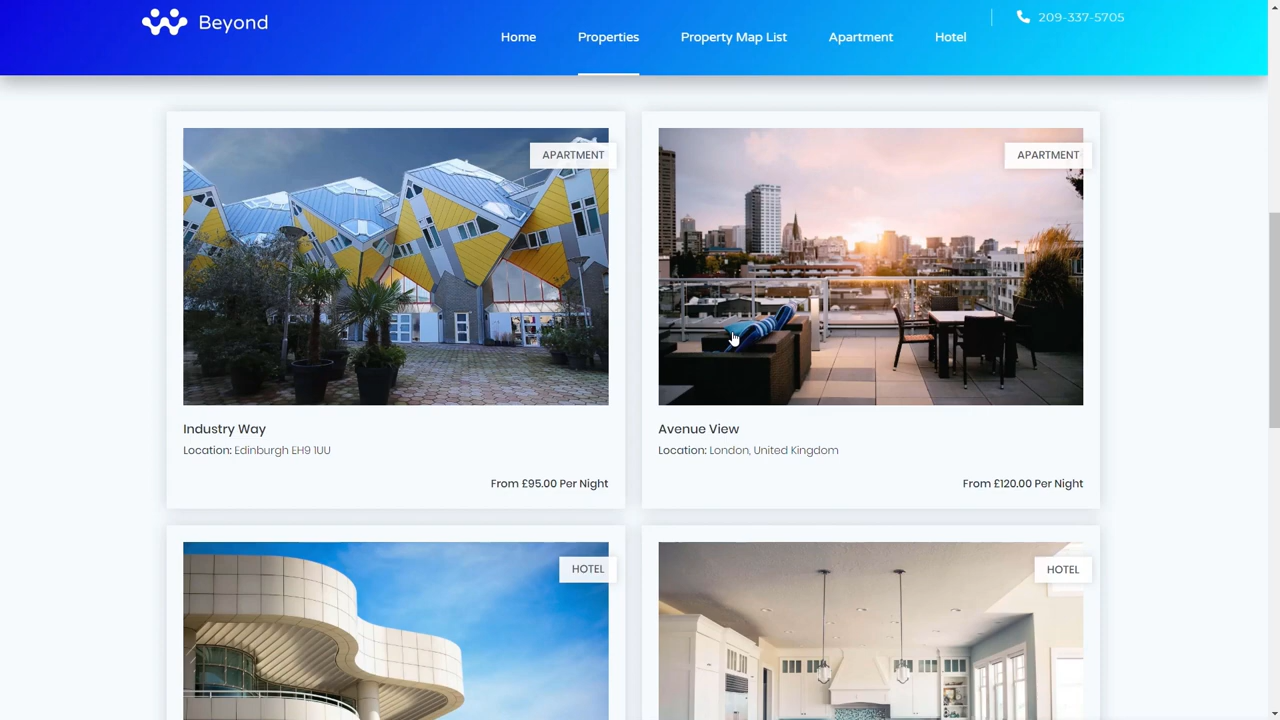 Beyond
Home
Properties
Property Map List
Apartment
Hotel
209-337-5705
APARTMENT
Industry Way
Location: Edinburgh EH9 1UU
From £95.00 Per Night
APARTMENT
Avenue View
Location: London, United Kingdom
From £120.00 Per Night
HOTEL
HOTEL